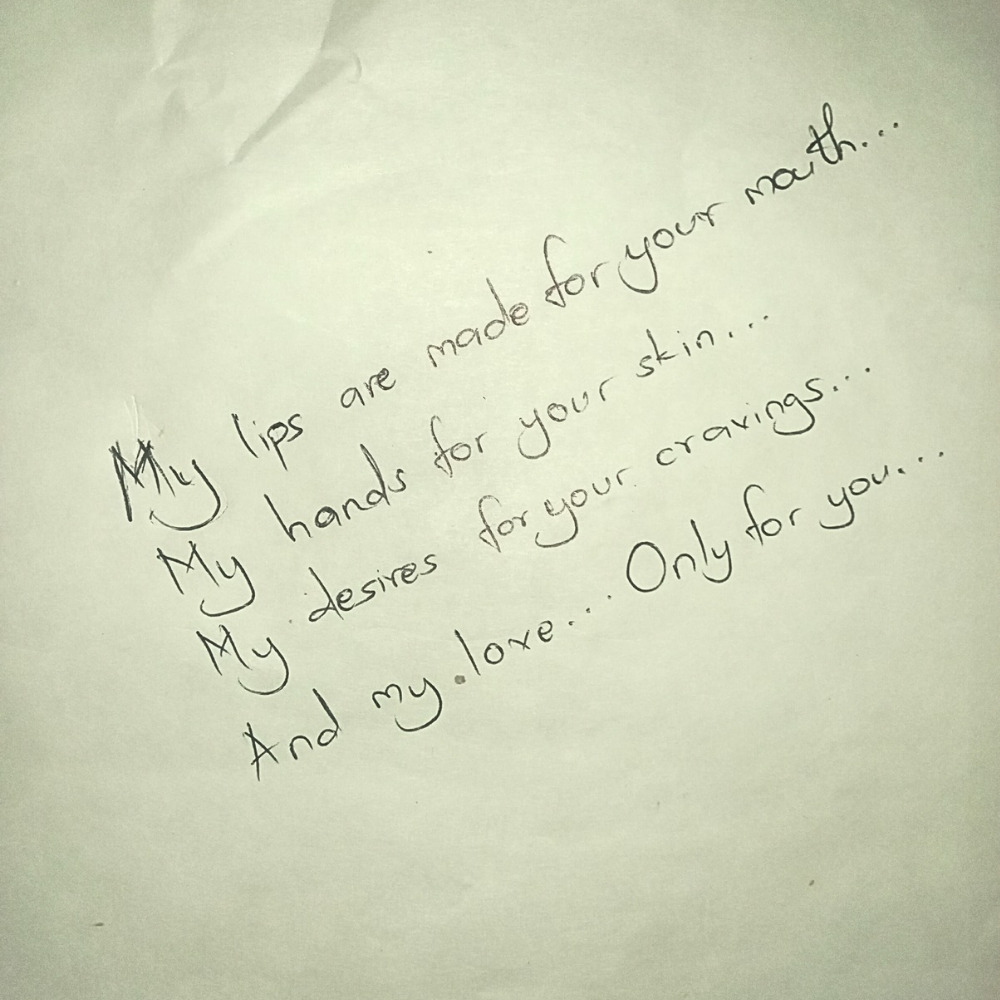 My lips are made for your mouth...
My hands for your skin...
My desires for your cravings...
And my love... Only for you...